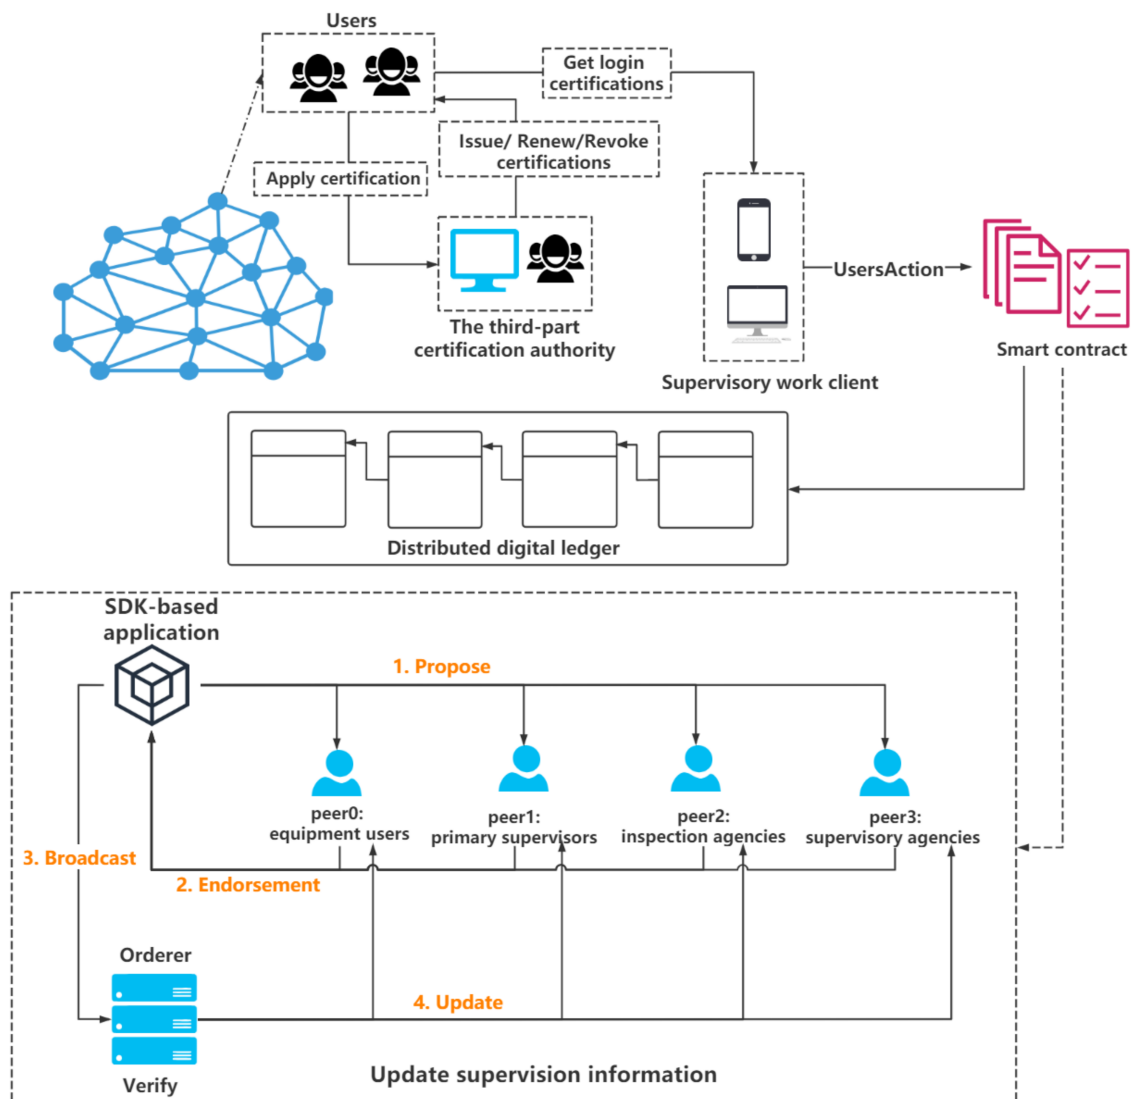 Users
Get login
certifications
Issue/ Renew/Revoke
certifications
Apply certification
The third-part
certification authority
UsersAction
Supervisory work client
Smart contract
Distributed digital ledger
SDK-based
application
1. Propose
peer0:
equipment users
peer1:
primary supervisors
peer2:
inspection agencies
peer3:
supervisory agencies
3. Broadcast
2. Endorsement
Orderer
4. Update
Verify
Update supervision information